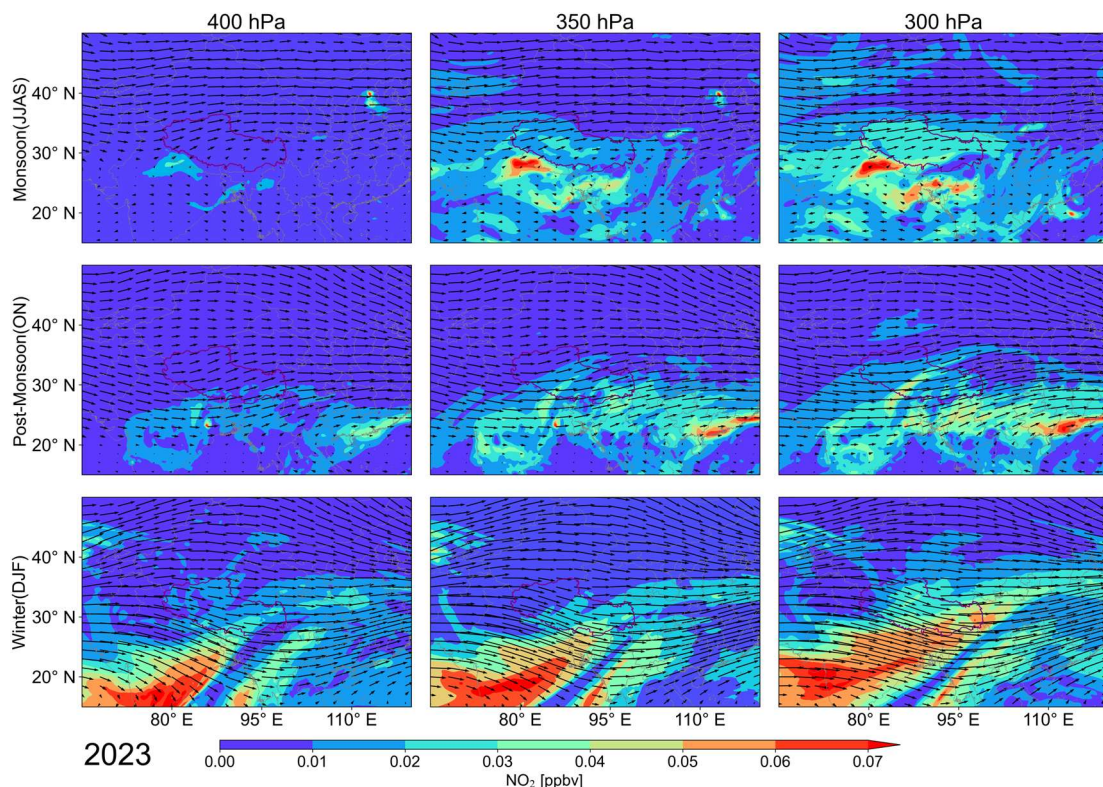 400 hPa 350 hPa 300 hPa
Monsoon(JJAS)
40° N
30° N
20° N
Post-Monsoon(ON)
40° N
30° N
20° N
Winter(DJF)
40° N
30° N
20° N
80° E 95° E 110° E 80° E 95° E 110° E 80° E 95° E 110° E
2023
0.00 0.01 0.02 0.03 0.04 0.05 0.06 0.07
NO₂ [ppbv]